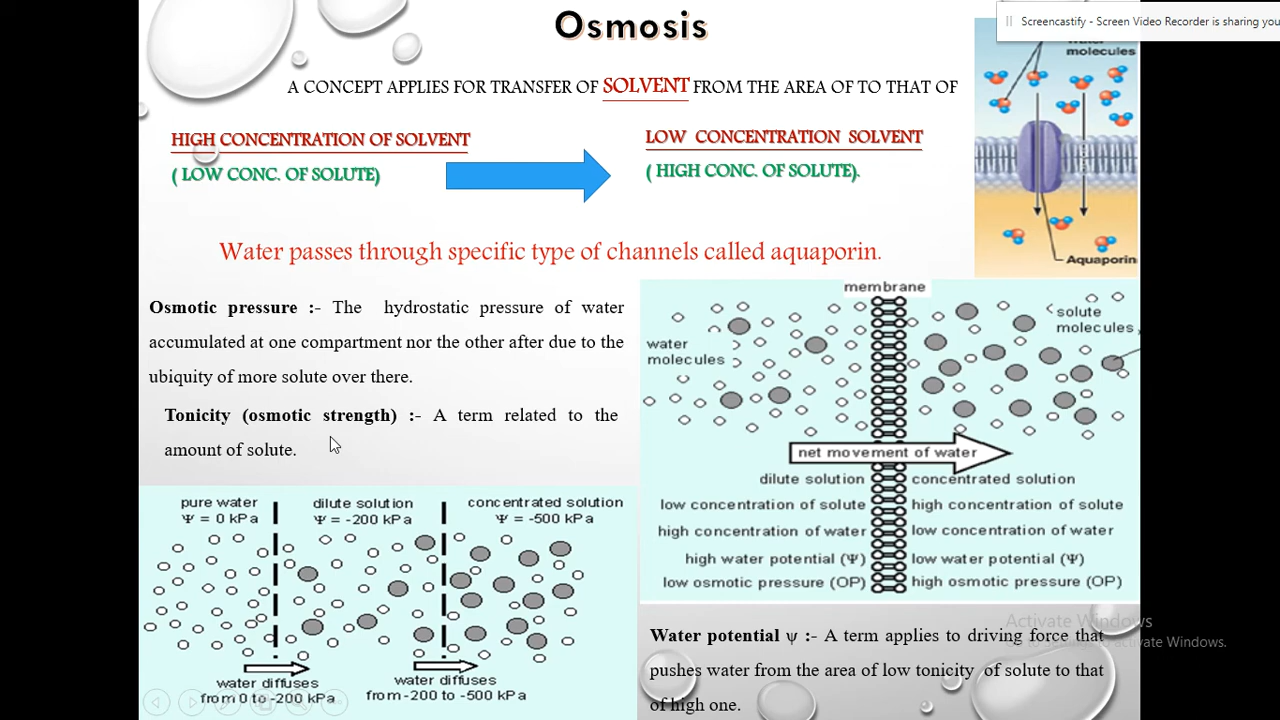 Osmosis
Screencastify - Screen Video Recorder is sharing you
A CONCEPT APPLIES FOR TRANSFER OF SOLVENT FROM THE AREA OF TO THAT OF
HIGH CONCENTRATION OF SOLVENT
( LOW CONC. OF SOLUTE)
LOW CONCENTRATION SOLVENT
( HIGH CONC. OF SOLUTE).
molecules
Aquaporin
Water passes through specific type of channels called aquaporin.
Osmotic pressure :- The hydrostatic pressure of water
accumulated at one compartment nor the other after due to the
ubiquity of more solute over there.
Tonicity (osmotic strength) :- A term related to the
amount of solute.
membrane
water
molecules
solute
molecules
net movement of water
dilute solution
concentrated solution
low concentration of solute
high concentration of solute
high concentration of water
low concentration of water
high water potential (Ψ)
low water potential (Ψ)
low osmotic pressure (OP)
high osmotic pressure (OP)
pure water
Ψ = 0 kPa
dilute solution
Ψ = -200 kPa
concentrated solution
Ψ = -500 kPa
water diffuses
from 0 to -200 kPa
water diffuses
from -200 to -500 kPa
Water potential ψ :- A term applies to driving force that
pushes water from the area of low tonicity of solute to that
of high one.
Activate Windows